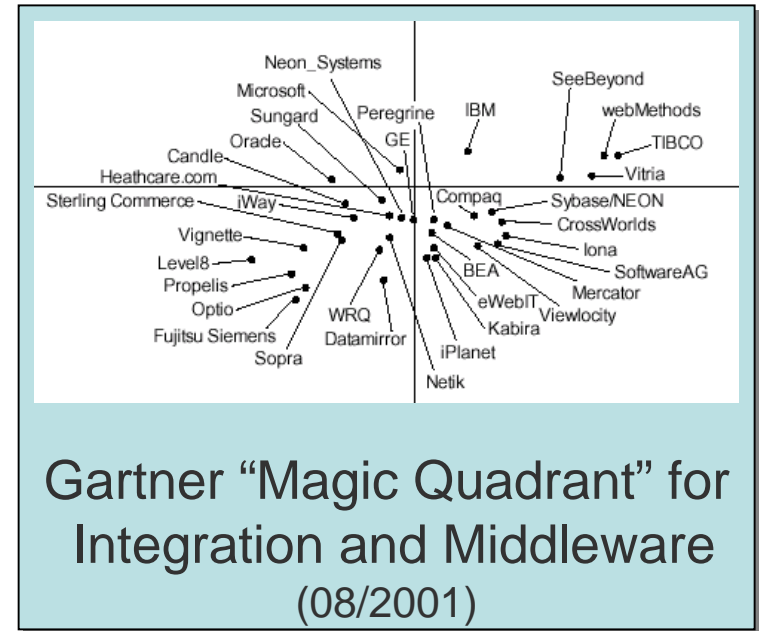 Neon_Systems
Microsoft
Sungard
Oracle
Candle
Heathcare.com
Sterling Commerce
iWay
Vignette
Level8
Propelis
Optio
Fujitsu Siemens
Sopra
WRQ
Datamirror
Netik
Peregrine
GE
IBM
SeeBeyond
webMethods
TIBCO
Vitria
Compaq
Sybase/NEON
CrossWorlds
Iona
SoftwareAG
Mercator
Viewlocity
BEA
eWebIT
Kabira
iPlanet
Gartner “Magic Quadrant” for
Integration and Middleware
(08/2001)